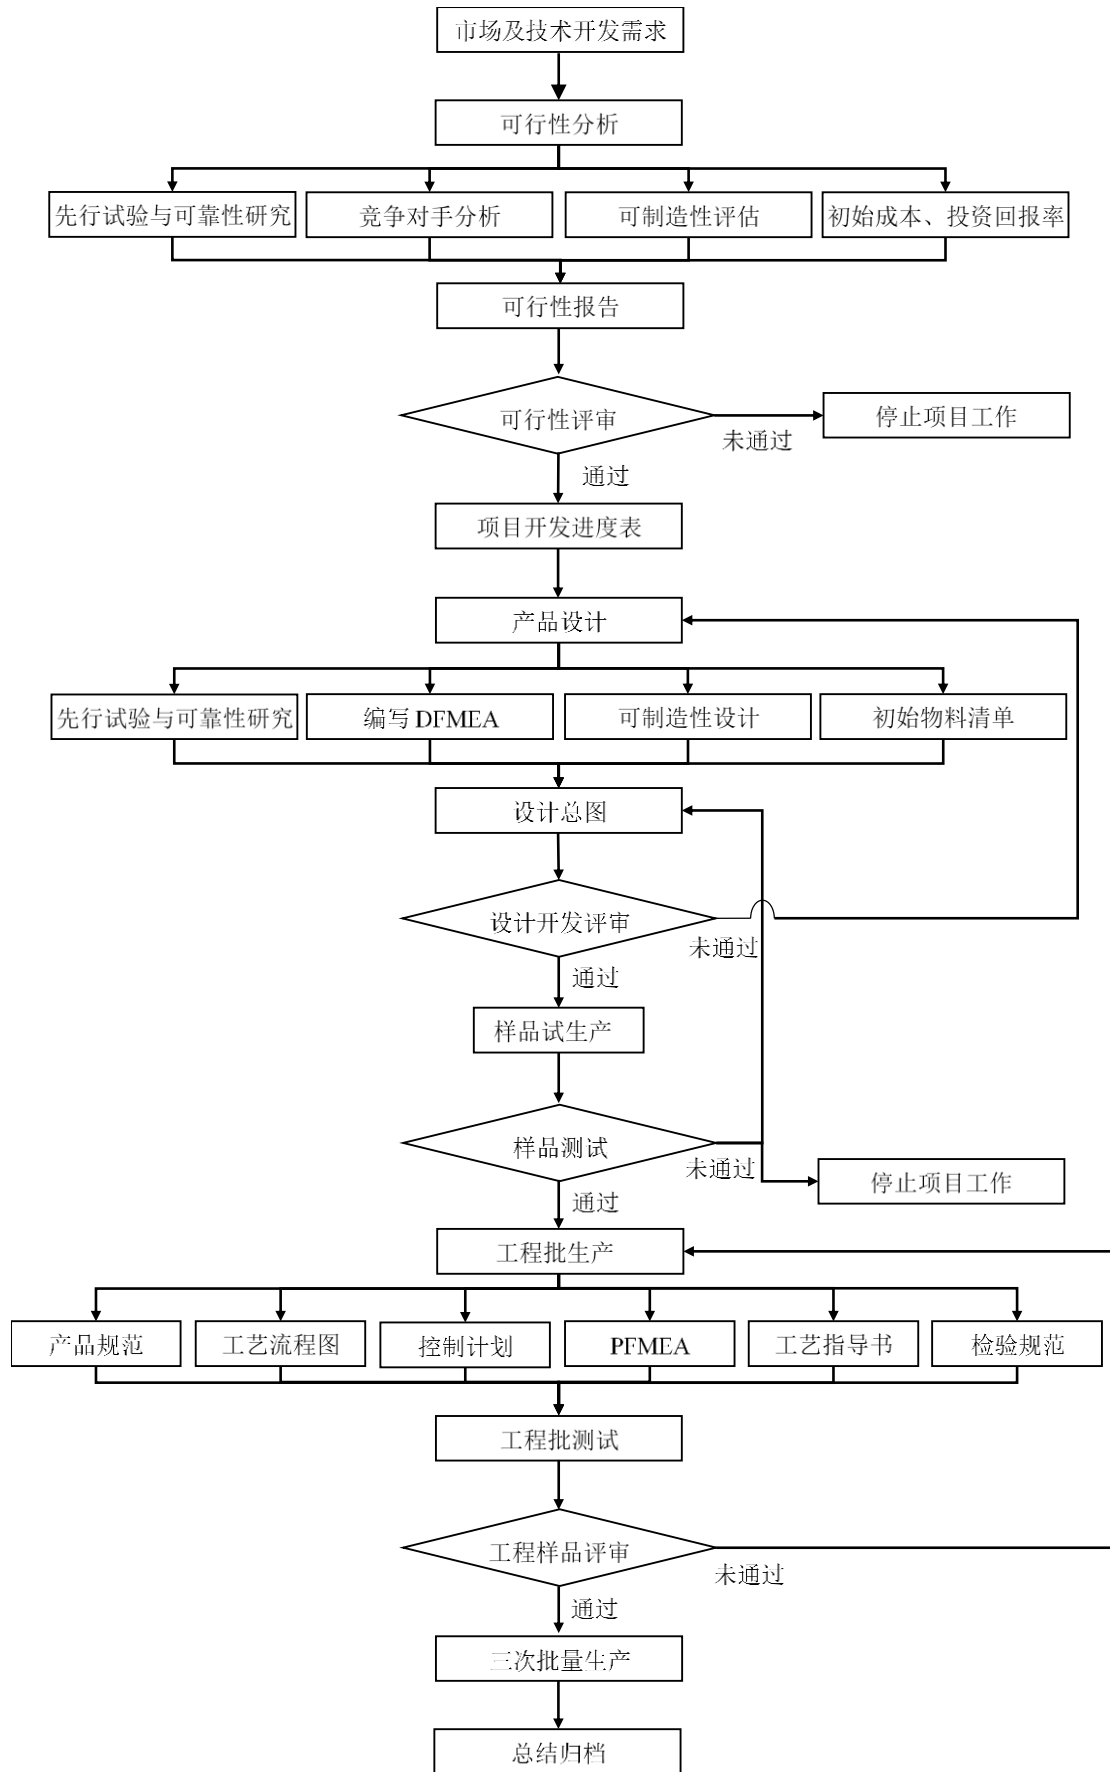 市场及技术开发需求
可行性分析
先行试验与可靠性研究
竞争对手分析
可制造性评估
初始成本、投资回报率
可行性报告
可行性评审
停止项目工作
未通过
通过
项目开发进度表
产品设计
先行试验与可靠性研究
编写 DFMEA
可制造性设计
初始物料清单
设计总图
设计开发评审
未通过
通过
样品试生产
样品测试
未通过
停止项目工作
通过
工程批生产
产品规范
工艺流程图
控制计划
PFMEA
工艺指导书
检验规范
工程批测试
工程样品评审
未通过
通过
三次批量生产
总结归档